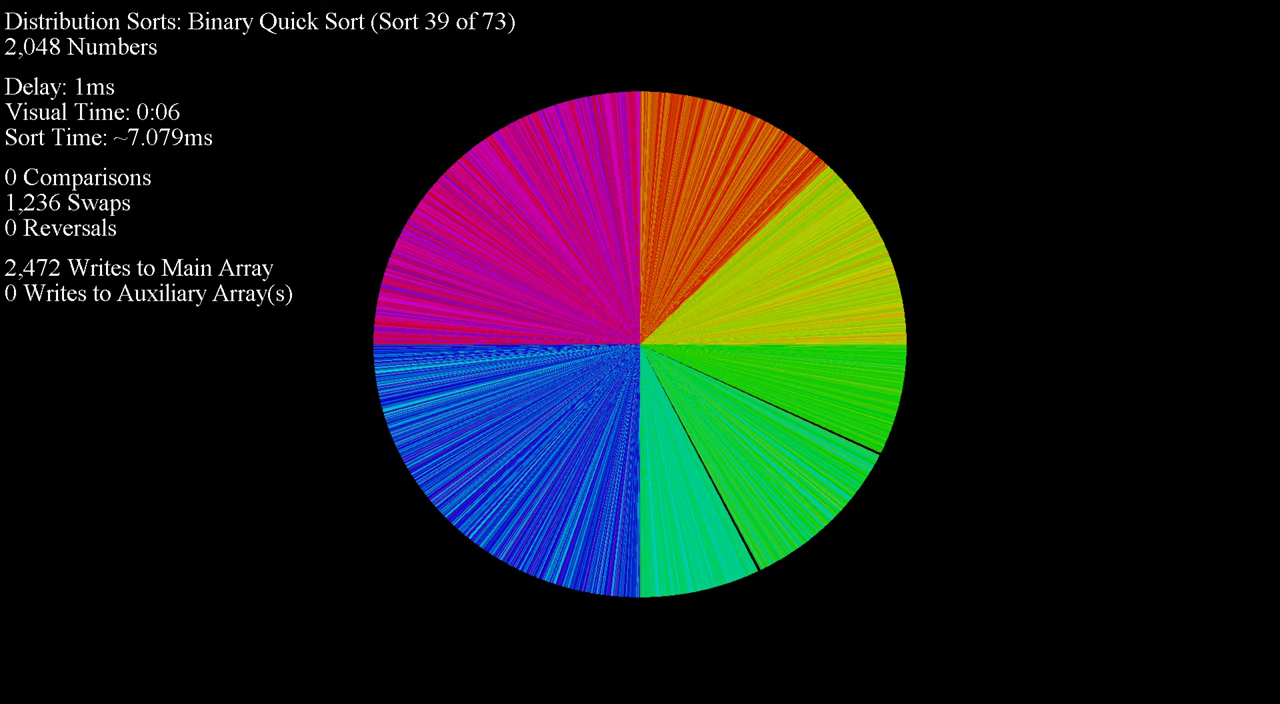 Distribution Sorts: Binary Quick Sort (Sort 39 of 73)
2,048 Numbers
Delay: 1ms
Visual Time: 0:06
Sort Time: ~7.079ms
0 Comparisons
1,236 Swaps
0 Reversals
2,472 Writes to Main Array
0 Writes to Auxiliary Array(s)